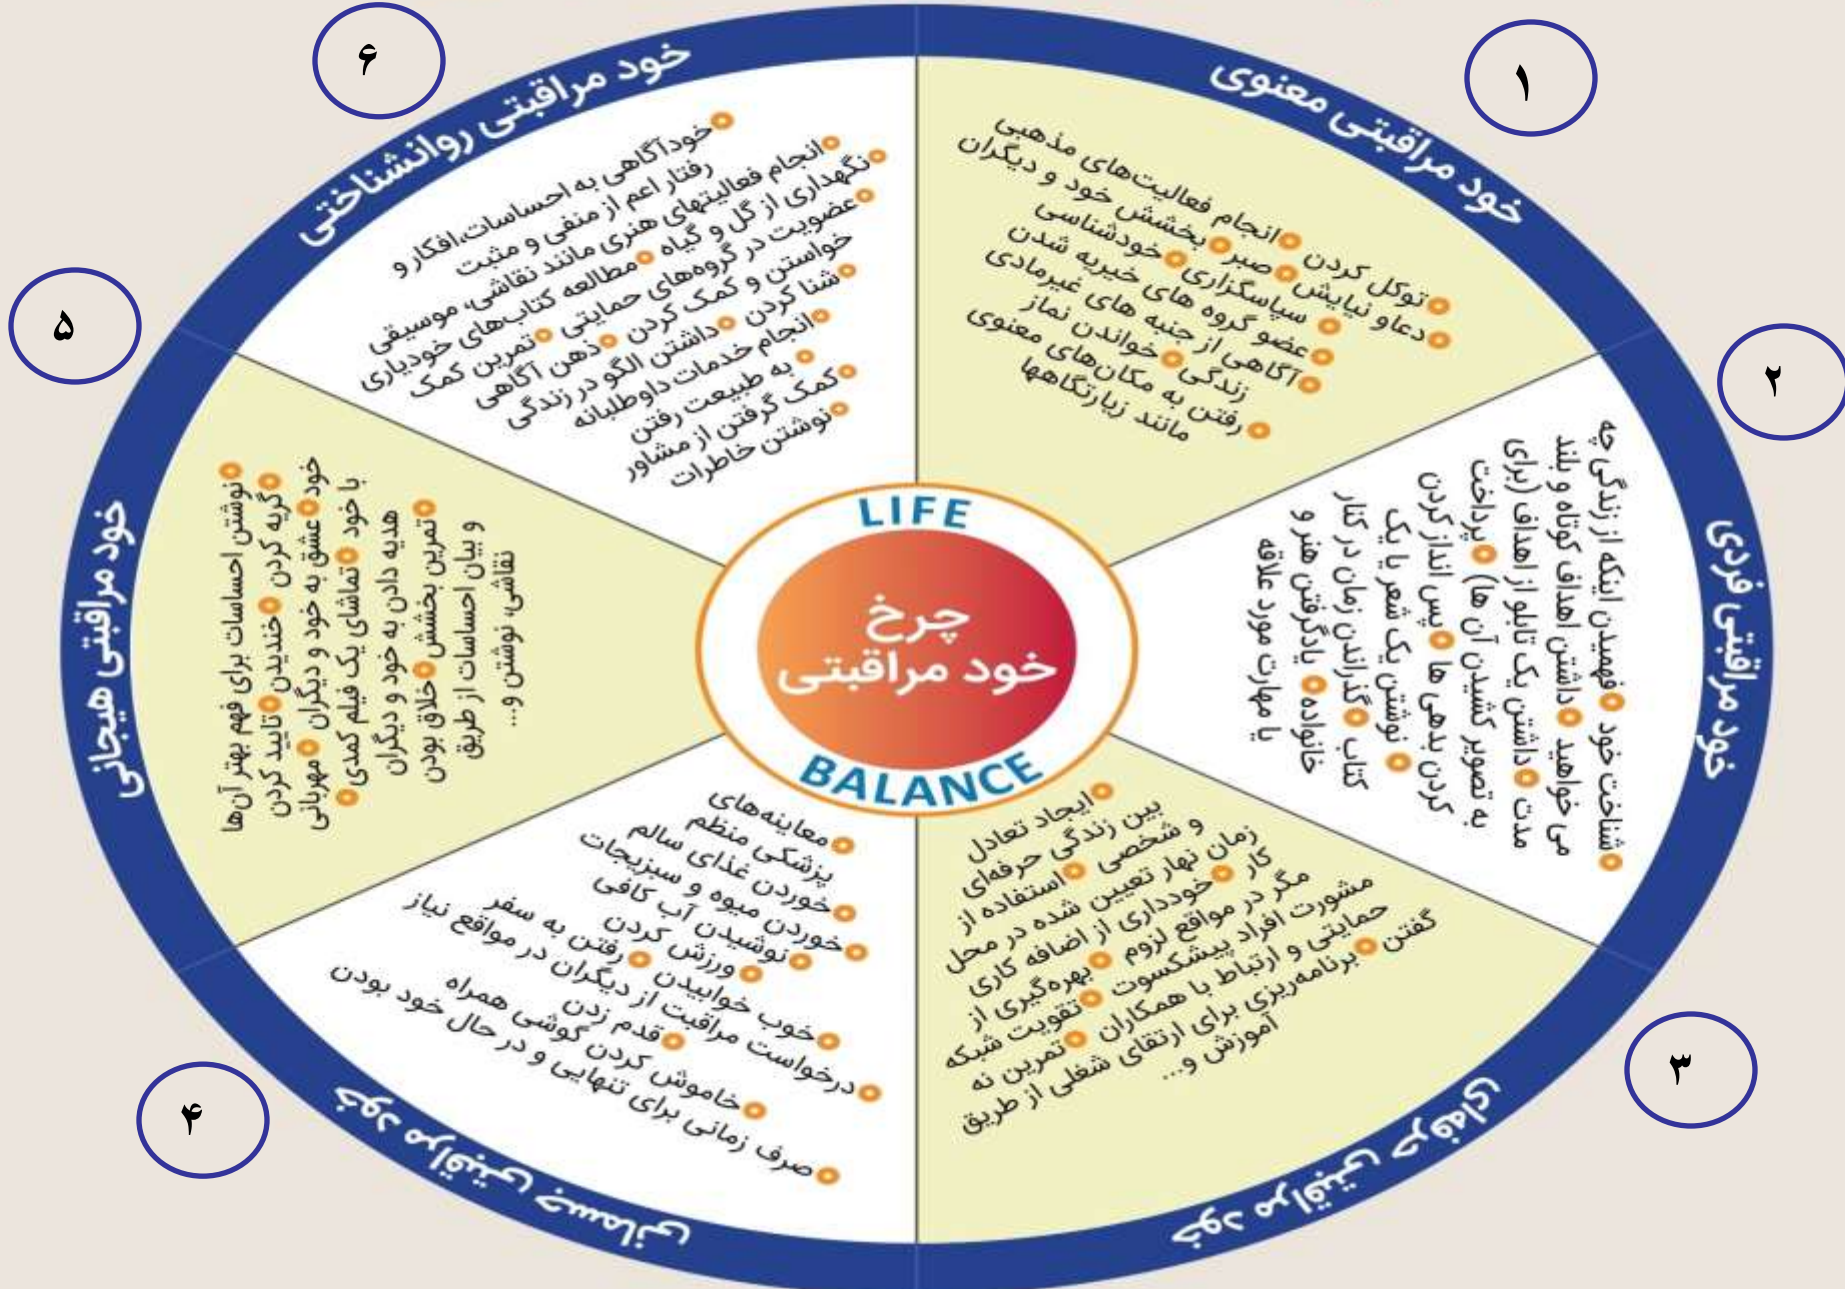 ۱
خود مراقبتی معنوی
توکل کردن انجام فعالیت‌های مذهبی
دعاو نیایش صبر بخشش خود و دیگران
سپاسگزاری خودشناسی
عضو گروه های خیریه شدن
آگاهی از جنبه های غیرمادی
زندگی خواندن نماز
رفتن به مکان‌های معنوی
مانند زیارتگاهها
۲
خود مراقبتی فردی
شناخت خود فهمیدن اینکه از زندگی چه
می خواهید داشتن اهداف کوتاه و بلند
مدت داشتن یک تابلو از اهداف (برای
به تصویر کشیدن آن ها) پرداخت
کردن بدهی ها پس انداز کردن
نوشتن یک شعر یا یک
کتاب گذراندن زمان در کنار
خانواده یادگرفتن هنر و
یا مهارت مورد علاقه
۳
خود مراقبتی حرفه‌ای
ایجاد تعادل
بین زندگی حرفه‌ای
و شخصی استفاده از
زمان نهار تعیین شده در محل
کار خودداری از اضافه کاری
مگر در مواقع لزوم بهره‌گیری از
مشورت افراد پیشکسوت تقویت شبکه
حمایتی و ارتباط با همکاران تمرین نه
گفتن برنامه‌ریزی برای ارتقای شغلی از طریق
آموزش و...
۴
خود مراقبتی جسمانی
معاینه‌های
پزشکی منظم
خوردن غذای سالم
خوردن میوه و سبزیجات
نوشیدن آب کافی
ورزش کردن
خوب خوابیدن رفتن به سفر
درخواست مراقبت از دیگران در مواقع نیاز
قدم زدن
خاموش کردن گوشی همراه
صرف زمانی برای تنهایی و در حال خود بودن
۵
خود مراقبتی هیجانی
نوشتن احساسات برای فهم بهتر آن‌ها
گریه کردن خندیدن تایید کردن
خود عشق به خود و دیگران مهربانی
با خود تماشای یک فیلم کمدی
هدیه دادن به خود و دیگران
تمرین بخشش خلاق بودن
و بیان احساسات از طریق
نقاشی، نوشتن و...
۶
خود مراقبتی روانشناختی
خودآگاهی به احساسات،افکار و
رفتار اعم از منفی و مثبت
انجام فعالیتهای هنری مانند نقاشی، موسیقی
نگهداری از گل و گیاه مطالعه کتاب‌های خودیاری
عضویت در گروه‌های حمایتی تمرین کمک
خواستن و کمک کردن ذهن آگاهی
شنا کردن داشتن الگو در زندگی
انجام خدمات داوطلبانه
به طبیعت رفتن
کمک گرفتن از مشاور
نوشتن خاطرات
LIFE
چرخ
خود مراقبتی
BALANCE